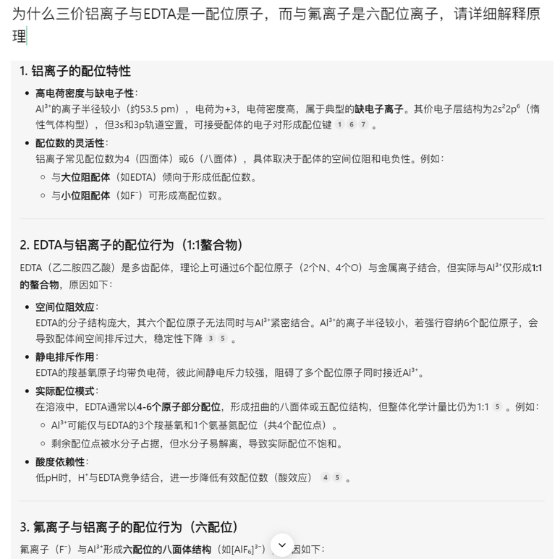 为什么三价铝离子与EDTA是一配位原子，而与氟离子是六配位离子，请详细解释原
理
1. 铝离子的配位特性
• 高电荷密度与缺电子性：
Al³⁺的离子半径较小（约53.5 pm），电荷为+3，电荷密度高，属于典型的缺电子离子。其价电子层结构为2s²2p⁶（惰
性气体构型），但3s和3p轨道空置，可接受配体的电子对形成配位键 1 6 7 。
• 配位数的灵活性：
铝离子常见配位数为4（四面体）或6（八面体），具体取决于配体的空间位阻和电负性。例如：
○ 与大位阻配体（如EDTA）倾向于形成低配位数。
○ 与小位阻配体（如F⁻）可形成高配位数。
2. EDTA与铝离子的配位行为（1:1螯合物）
EDTA（乙二胺四乙酸）是多齿配体，理论上可通过6个配位原子（2个N、4个O）与金属离子结合，但实际与Al³⁺仅形成1:1
的螯合物，原因如下：
• 空间位阻效应：
EDTA的分子结构庞大，其六个配位原子无法同时与Al³⁺紧密结合。Al³⁺的离子半径较小，若强行容纳6个配位原子，会
导致配体间空间排斥过大，稳定性下降 3 5 。
• 静电排斥作用：
EDTA的羧基氧原子均带负电荷，彼此间静电斥力较强，阻碍了多个配位原子同时接近Al³⁺。
• 实际配位模式：
在溶液中，EDTA通常以4-6个原子部分配位，形成扭曲的八面体或五配位结构，但整体化学计量比仍为1:1 5 。例如：
○ Al³⁺可能仅与EDTA的3个羧基氧和1个氨基氮配位（共4个配位点）。
○ 剩余配位点被水分子占据，但水分子易解离，导致实际配位不饱和。
• 酸度依赖性：
低pH时，H⁺与EDTA竞争结合，进一步降低有效配位数（酸效应） 4 5 。
3. 氟离子与铝离子的配位行为（六配位）
氟离子（F⁻）与Al³⁺形成六配位的八面体结构（如[AlF₆]³⁻） 因如下：